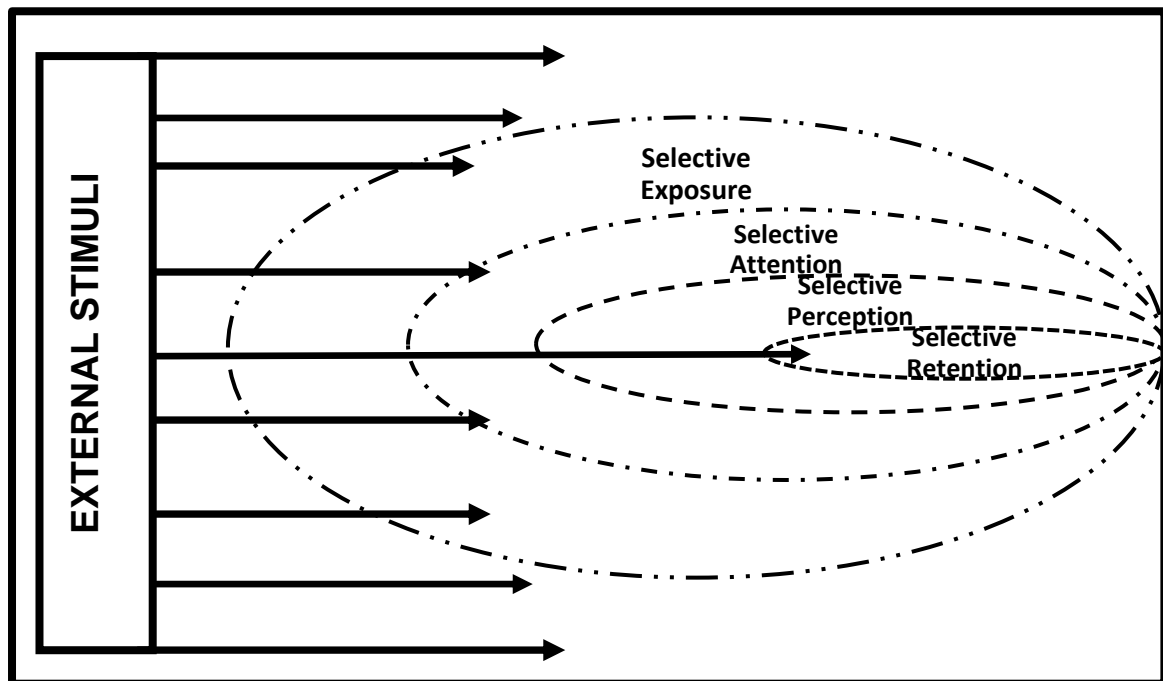 EXTERNAL STIMULI
Selective
Exposure
Selective
Attention
Selective
Perception
Selective
Retention